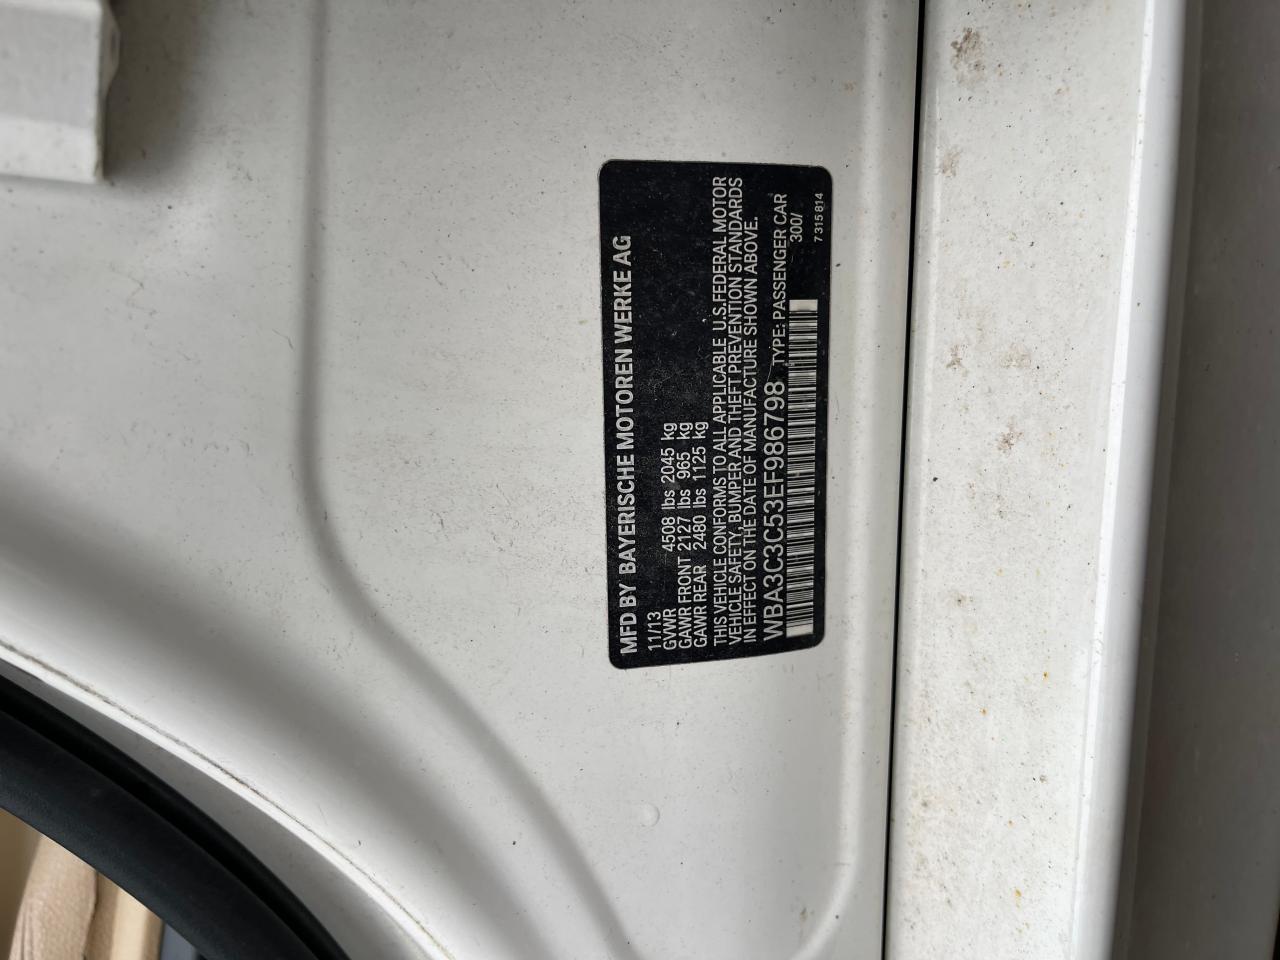 MFD BY BAYERISCHE MOTOREN WERKE AG
11/13
GVWR 4508 lbs 2045 kg
GAWR FRONT 2127 lbs 965 kg
GAWR REAR 2480 lbs 1125 kg
THIS VEHICLE CONFORMS TO ALL APPLICABLE U.S.FEDERAL MOTOR
VEHICLE SAFETY, BUMPER AND THEFT PREVENTION STANDARDS
IN EFFECT ON THE DATE OF MANUFACTURE SHOWN ABOVE.
WBA3C3C53EF986798 TYPE: PASSENGER CAR
300/
7 315 814